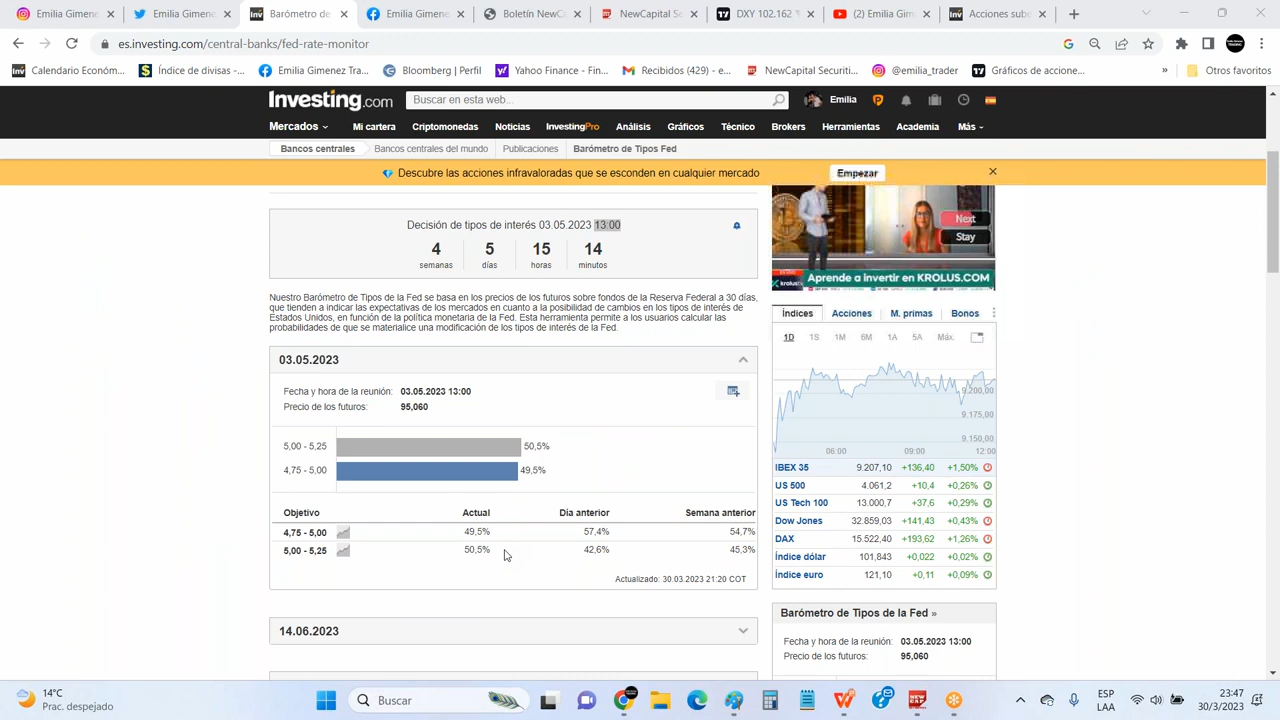 Emilia Gimene
Emilia Gimene
Barómetro de
Emilia Gimene
Boletín NewC
NewCapital S
DXY 102.162
(2) Emilia Gim
Acciones sub
es.investing.com/central-banks/fed-rate-monitor
Calendario Económ...
Índice de divisas -...
Emilia Gimenez Tra...
Bloomberg | Perfil
Yahoo Finance - Fin...
Recibidos (429) - e...
NewCapital Securiti...
@emilia_trader
Gráficos de accione...
»
Otros favoritos
Investing.com
Buscar en esta web...
Emilia
Mercados
Mi cartera
Criptomonedas
Noticias
InvestingPro
Análisis
Gráficos
Técnico
Brokers
Herramientas
Academia
Más
Bancos centrales
Bancos centrales del mundo
Publicaciones
Barómetro de Tipos Fed
Descubre las acciones infravaloradas que se esconden en cualquier mercado
Empezar
Decisión de tipos de interés 03.05.2023 13:00
4 5 15 14
semanas días horas minutos
Nuestro Barómetro de Tipos de la Fed se basa en los precios de los futuros sobre fondos de la Reserva Federal a 30 días,
que tienden a indicar las expectativas de los mercados en cuanto a la posibilidad de cambios en los tipos de interés de
Estados Unidos, en función de la política monetaria de la Fed. Esta herramienta permite a los usuarios calcular las
probabilidades de que se materialice una modificación de los tipos de interés de la Fed.
03.05.2023
Fecha y hora de la reunión: 03.05.2023 13:00
Precio de los futuros: 95,060
5,00 - 5,25 50,5%
4,75 - 5,00 49,5%
Objetivo Actual Día anterior Semana anterior
4,75 - 5,00 49,5% 57,4% 54,7%
5,00 - 5,25 50,5% 42,6% 45,3%
Actualizado: 30.03.2023 21:20 COT
14.06.2023
Next
Stay
Aprende a invertir en KROLUS.COM
Índices Acciones M. primas Bonos
1D 1S 1M 6M 1A 5A Máx.
9.200,00
9.175,00
9.150,00
06:00 09:00 12:00
IBEX 35 9.207,10 +136,40 +1,50%
US 500 4.061,2 +10,4 +0,26%
US Tech 100 13.000,7 +37,6 +0,29%
Dow Jones 32.859,03 +141,43 +0,43%
DAX 15.522,40 +193,62 +1,26%
Índice dólar 101,843 +0,022 +0,02%
Índice euro 121,10 +0,11 +0,09%
Barómetro de Tipos de la Fed »
Fecha y hora de la reunión: 03.05.2023 13:00
Precio de los futuros: 95,060
14°C
Prac. despejado
Buscar
ESP
LAA
23:47
30/3/2023